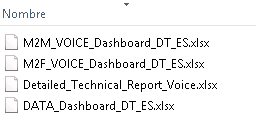 Nombre
M2M_VOICE_Dashboard_DT_ES.xlsx
M2F_VOICE_Dashboard_DT_ES.xlsx
Detailed_Technical_Report_Voice.xlsx
DATA_Dashboard_DT_ES.xlsx